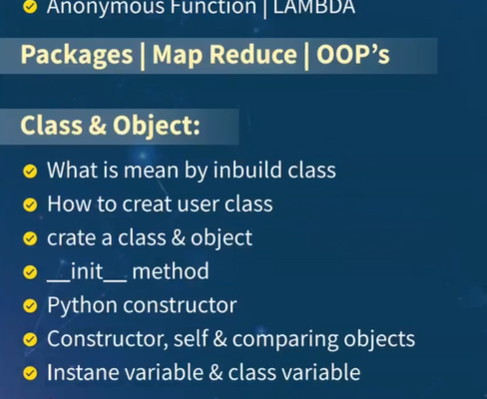 Anonymous Function | LAMBDA
Packages | Map Reduce | OOP's
Class & Object:
What is mean by inbuild class
How to creat user class
crate a class & object
__init__ method
Python constructor
Constructor, self & comparing objects
Instane variable & class variable